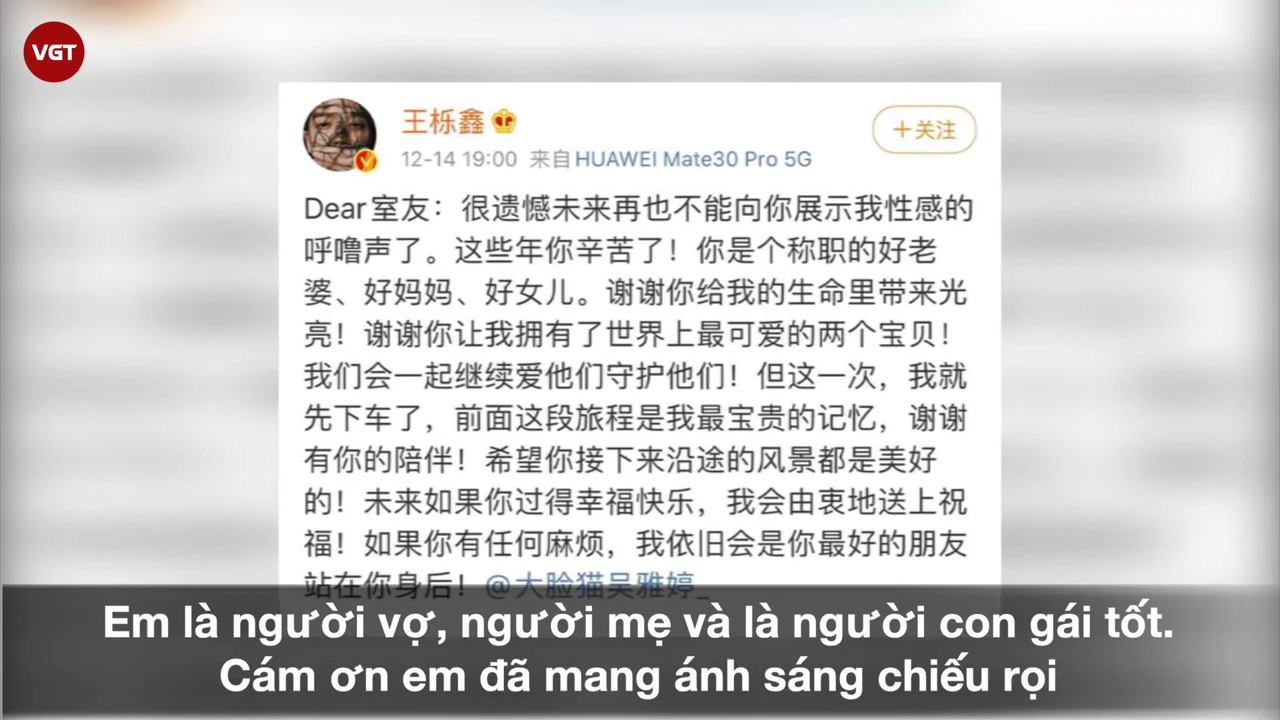 VGT
王栎鑫
+关注
12-14 19:00 来自HUAWEI Mate30 Pro 5G
Dear室友：很遗憾未来再也不能向你展示我性感的
呼噜声了。这些年你辛苦了！你是个称职的好老
婆、好妈妈、好女儿。谢谢你给我的生命里带来光
亮！谢谢你让我拥有了世界上最可爱的两个宝贝！
我们会一起继续爱他们守护他们！但这一次，我就
先下车了，前面这段旅程是我最宝贵的记忆，谢谢
有你的陪伴！希望你接下来沿途的风景都是美好
的！未来如果你过得幸福快乐，我会由衷地送上祝
福！如果你有任何麻烦，我依旧会是你最好的朋友
站在你身后！@大脸猫吴雅婷_
Em là người vợ, người mẹ và là người con gái tốt.
Cám ơn em đã mang ánh sáng chiếu rọi